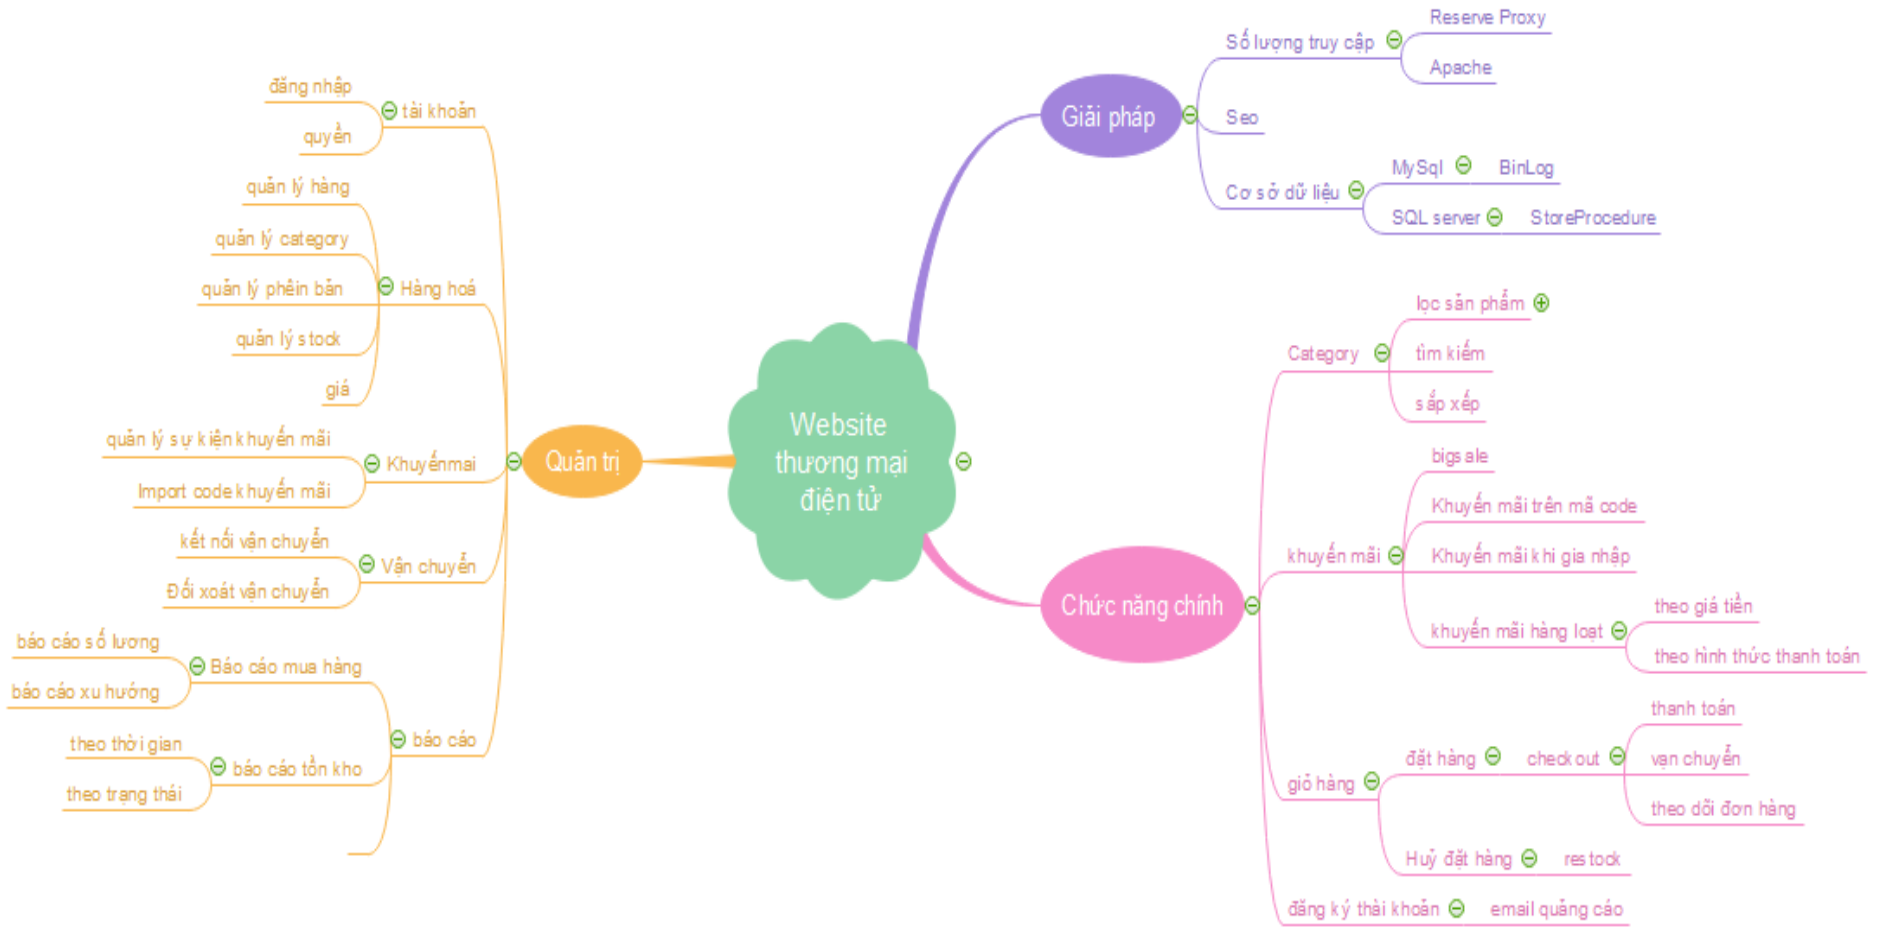 Website
thương mại
điện tử
Giải pháp
Số lượng truy cập
Reserve Proxy
Apache
Seo
Cơ sở dữ liệu
MySql
BinLog
SQL server
StoreProcedure
Chức năng chính
Category
lọc sản phẩm
tìm kiếm
sắp xếp
khuyến mãi
bigsale
Khuyến mãi trên mã code
Khuyến mãi khi gia nhập
khuyến mãi hàng loạt
theo giá tiền
theo hình thức thanh toán
giỏ hàng
đặt hàng
check out
thanh toán
vạn chuyển
theo dõi đơn hàng
Huỷ đặt hàng
restock
đăng ký thài khoản
email quảng cáo
Quản trị
tài khoản
đăng nhập
quyền
Hàng hoá
quản lý hàng
quản lý category
quản lý phêin bản
quản lý stock
giá
Khuyếnmai
quản lý sự kiện khuyến mãi
Import code khuyến mãi
Vận chuyển
kết nối vận chuyển
Đối xoát vận chuyển
báo cáo
Báo cáo mua hàng
báo cáo số lương
báo cáo xu hướng
báo cáo tồn kho
theo thời gian
theo trạng thái